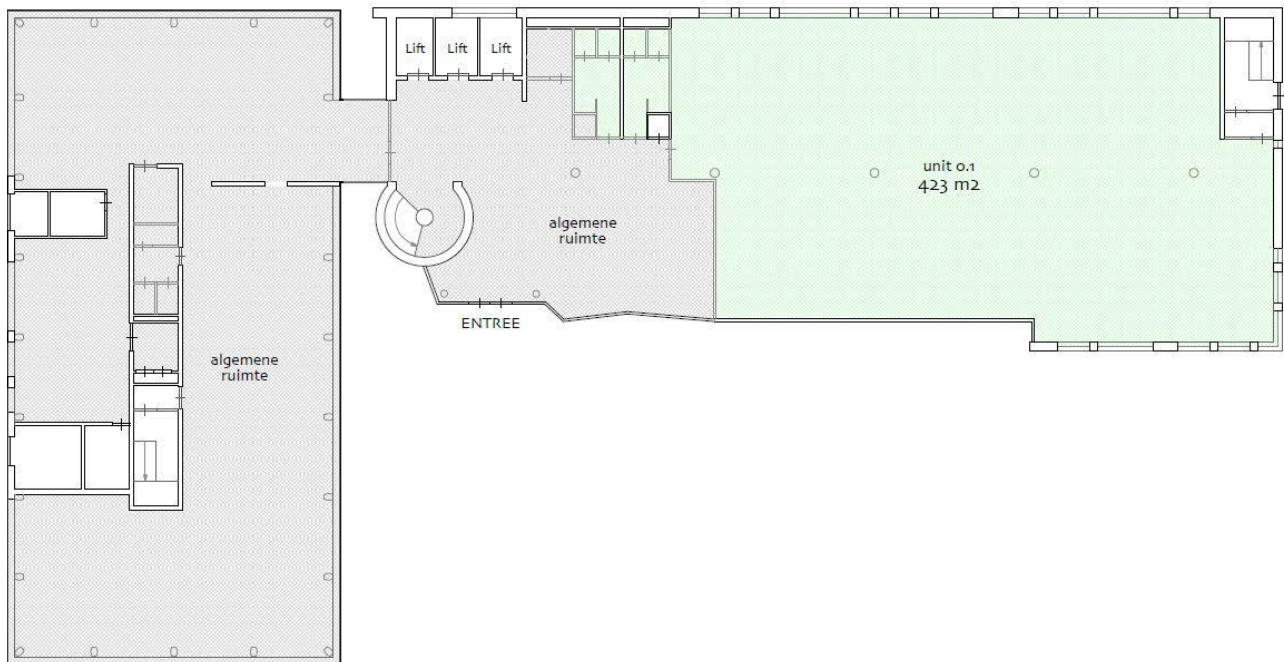 Lift
Lift
Lift
unit 0.1
423 m2
algemene
ruimte
ENTREE
algemene
ruimte